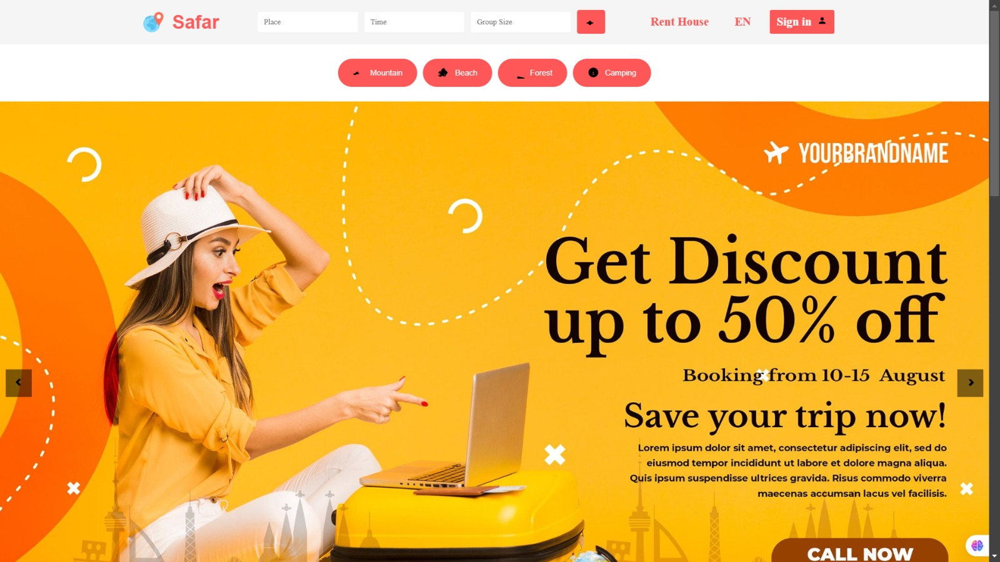 Safar
Place
Time
Group Size
Rent House
EN
Sign in
Mountain
Beach
Forest
Camping
YOURBRANDNAME
Get Discount
up to 50% off
Booking from 10-15 August
Save your trip now!
Lorem ipsum dolor sit amet, consectetur adipiscing elit, sed do
eiusmod tempor incididunt ut labore et dolore magna aliqua.
Quis ipsum suspendisse ultrices gravida. Risus commodo viverra
maecenas accumsan lacus vel facilisis.
CALL NOW